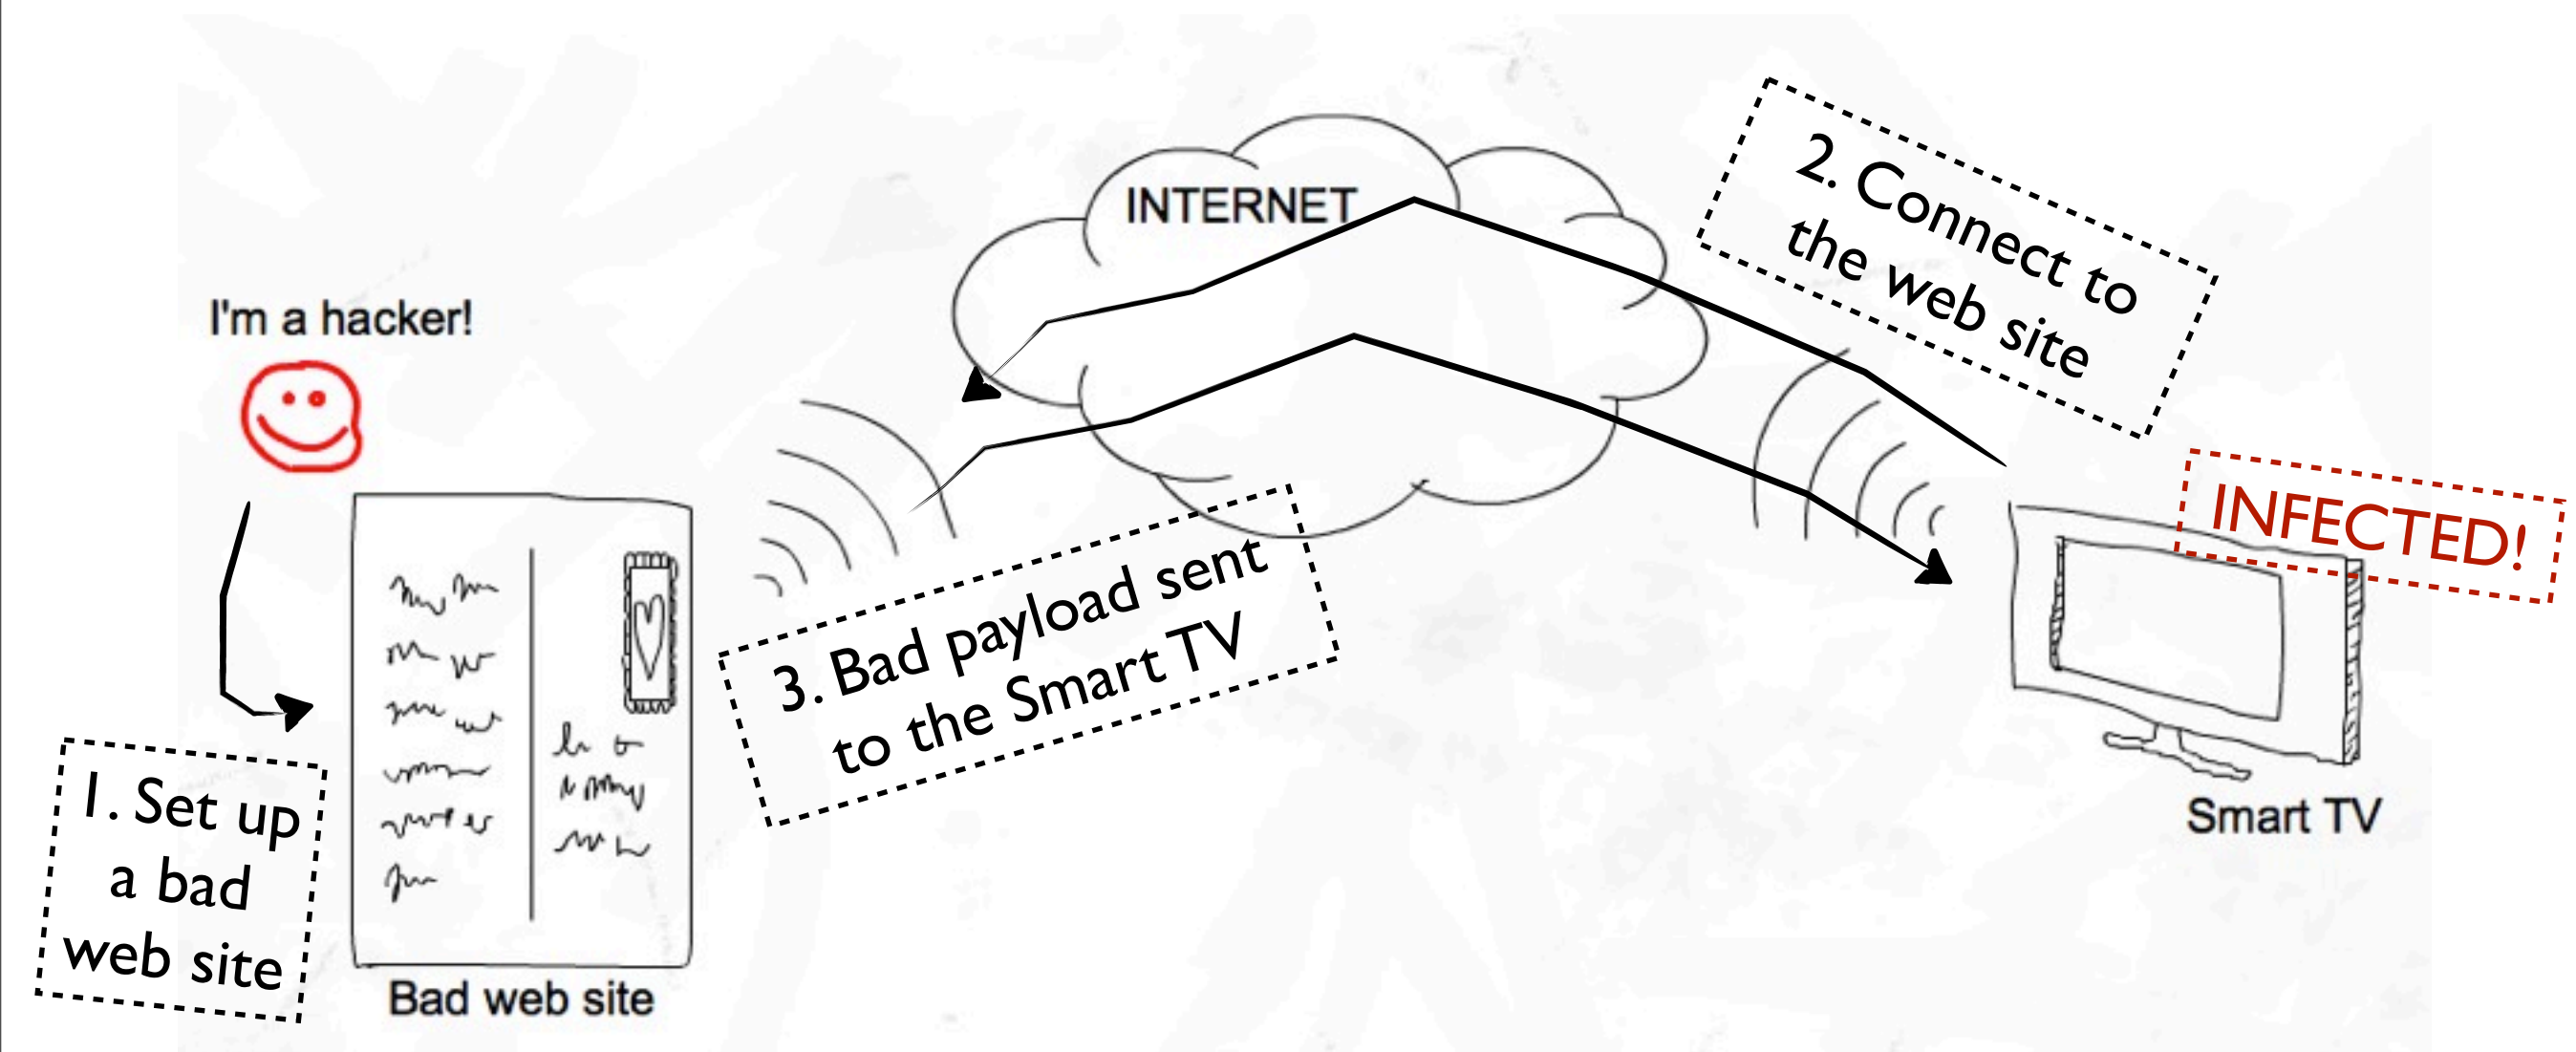 INTERNET
2. Connect to
the web site
I'm a hacker!
INFECTED!
3. Bad payload sent
to the Smart TV
1. Set up
a bad
web site
Smart TV
Bad web site